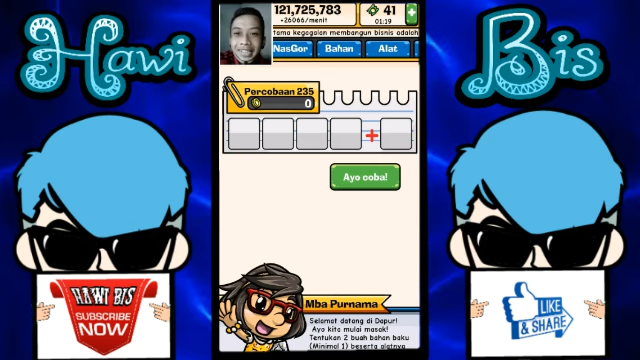 Hawi
Bis
121,725,783
-26066/menit
41
01:19
tama kegagalan membangun bisnis adalah
NasGor
Bahan
Alat
Percobaan 235
0
+
Ayo coba!
Mba Purnama
Selamat datang di Dapur!
Ayo kita mulai masak!
Tentukan 2 buah bahan baku
(Minimal 1) beserta alatnya
HAWI BIS
SUBSCRIBE
NOW
LIKE
& SHARE